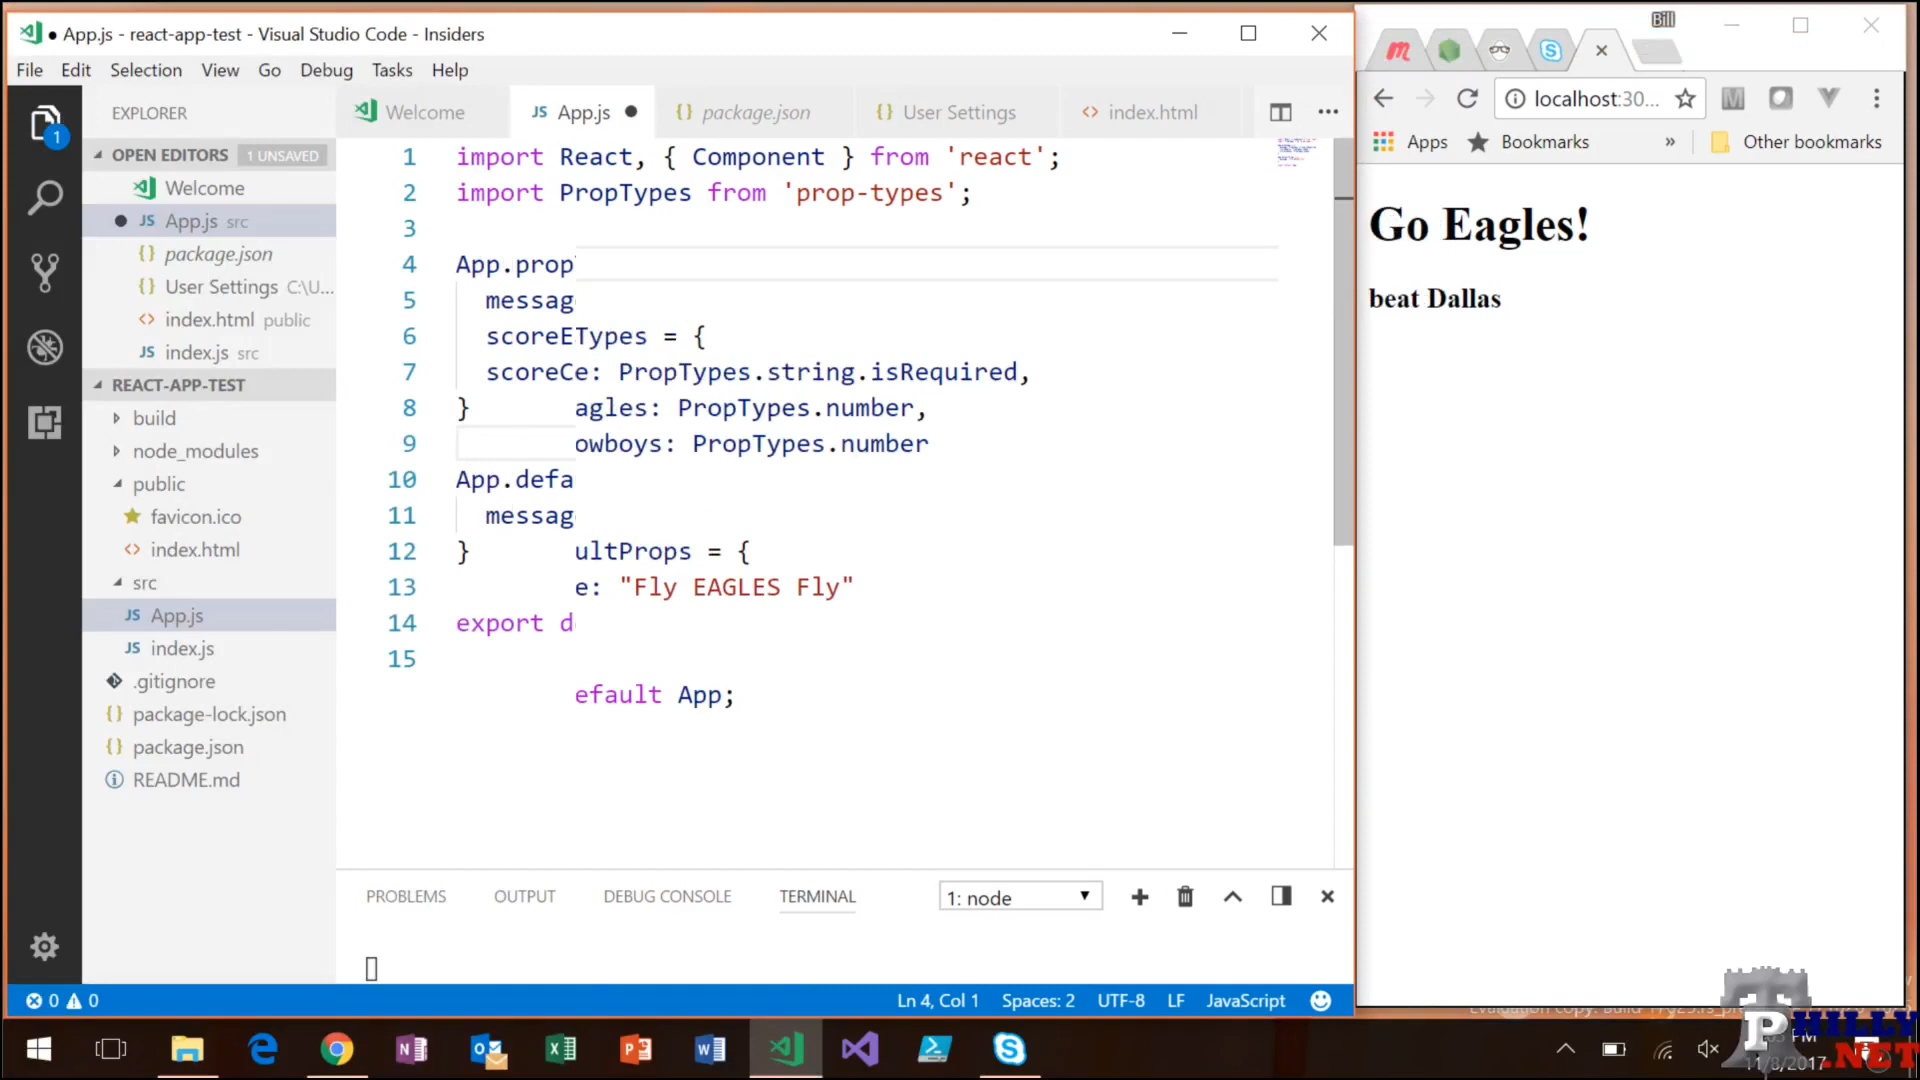 App.js - react-app-test - Visual Studio Code - Insiders
File Edit Selection View Go Debug Tasks Help
EXPLORER
OPEN EDITORS 1 UNSAVED
Welcome
App.js src
package.json
User Settings C:\U...
index.html public
index.js src
REACT-APP-TEST
build
node_modules
public
favicon.ico
index.html
src
App.js
index.js
.gitignore
package-lock.json
package.json
README.md
1
Welcome App.js package.json User Settings index.html
1 import React, { Component } from 'react';
2 import PropTypes from 'prop-types';
3
4 App.prop
5 messag
6 scoreETypes = {
7 scoreCe: PropTypes.string.isRequired,
8 } agles: PropTypes.number,
9 owboys: PropTypes.number
10 App.defa
11 messag
12 } ultProps = {
13 e: "Fly EAGLES Fly"
14 export d
15
efault App;
PROBLEMS OUTPUT DEBUG CONSOLE TERMINAL 1: node
0 0 Ln 4, Col 1 Spaces: 2 UTF-8 LF JavaScript
Bill
localhost:30...
Apps Bookmarks » Other bookmarks
Go Eagles!
beat Dallas
PHILLY
.NET
PM
11/8/2017